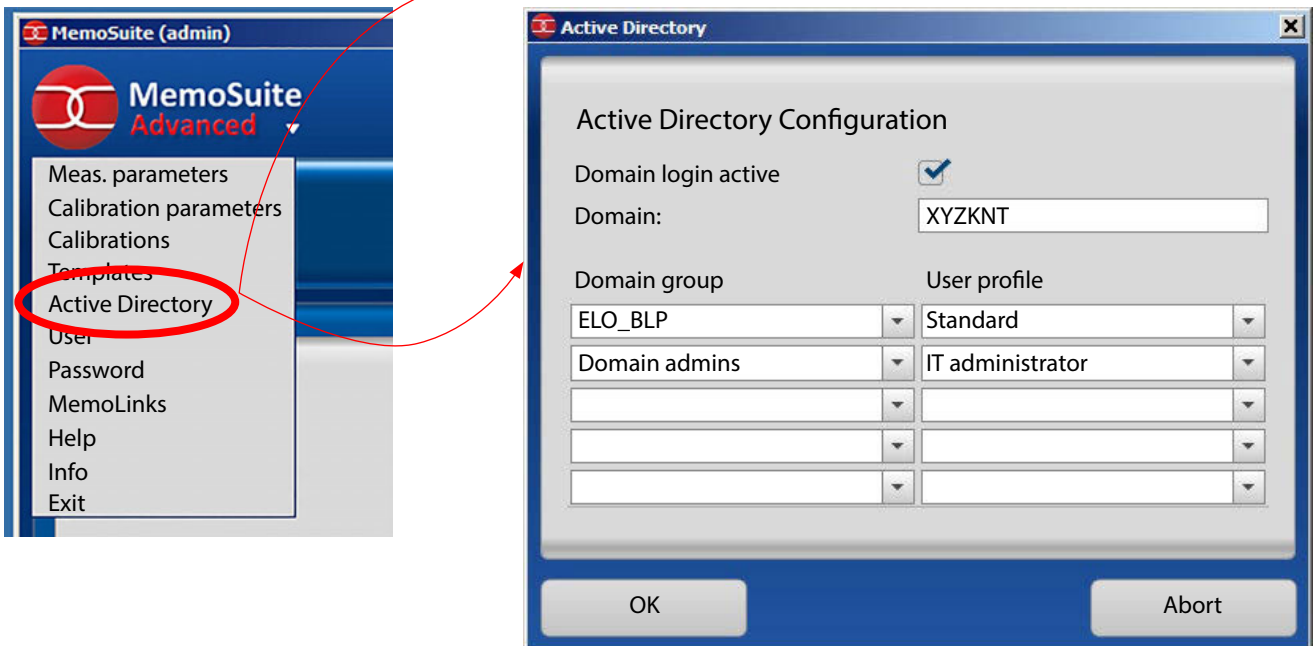 MemoSuite (admin)
MemoSuite
Advanced
Meas. parameters
Calibration parameters
Calibrations
Templates
Active Directory
User
Password
MemoLinks
Help
Info
Exit
Active Directory
Active Directory Configuration
Domain login active
Domain: XYZKNT
Domain group User profile
ELO_BLP Standard
Domain admins IT administrator
OK Abort